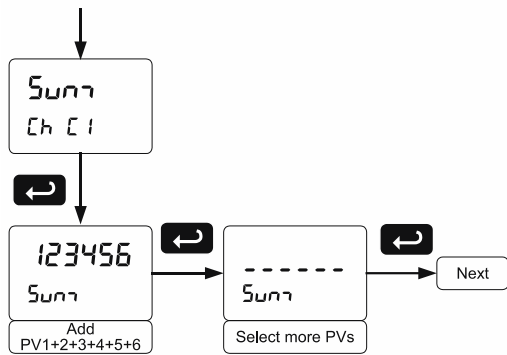 Sum
Ch C1
123456
Sum
Add
PV1+2+3+4+5+6
------
Sum
Select more PVs
Next